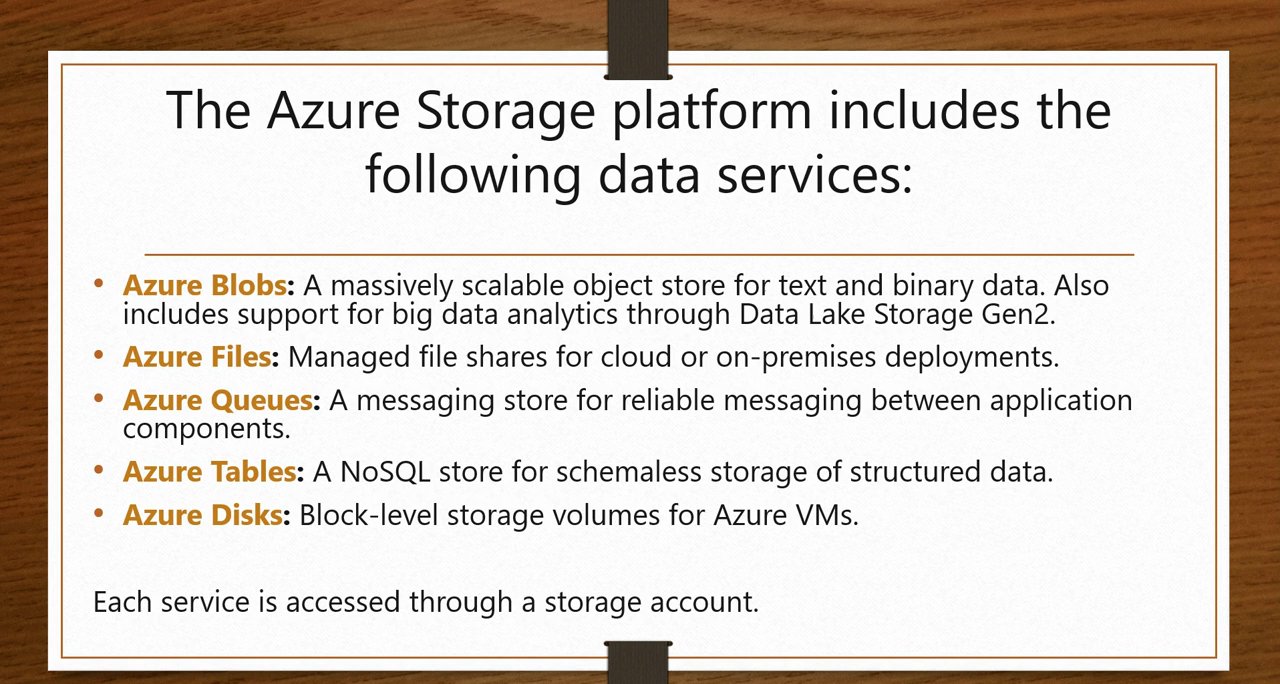 The Azure Storage platform includes the
following data services:
• Azure Blobs: A massively scalable object store for text and binary data. Also
includes support for big data analytics through Data Lake Storage Gen2.
• Azure Files: Managed file shares for cloud or on-premises deployments.
• Azure Queues: A messaging store for reliable messaging between application
components.
• Azure Tables: A NoSQL store for schemaless storage of structured data.
• Azure Disks: Block-level storage volumes for Azure VMs.
Each service is accessed through a storage account.